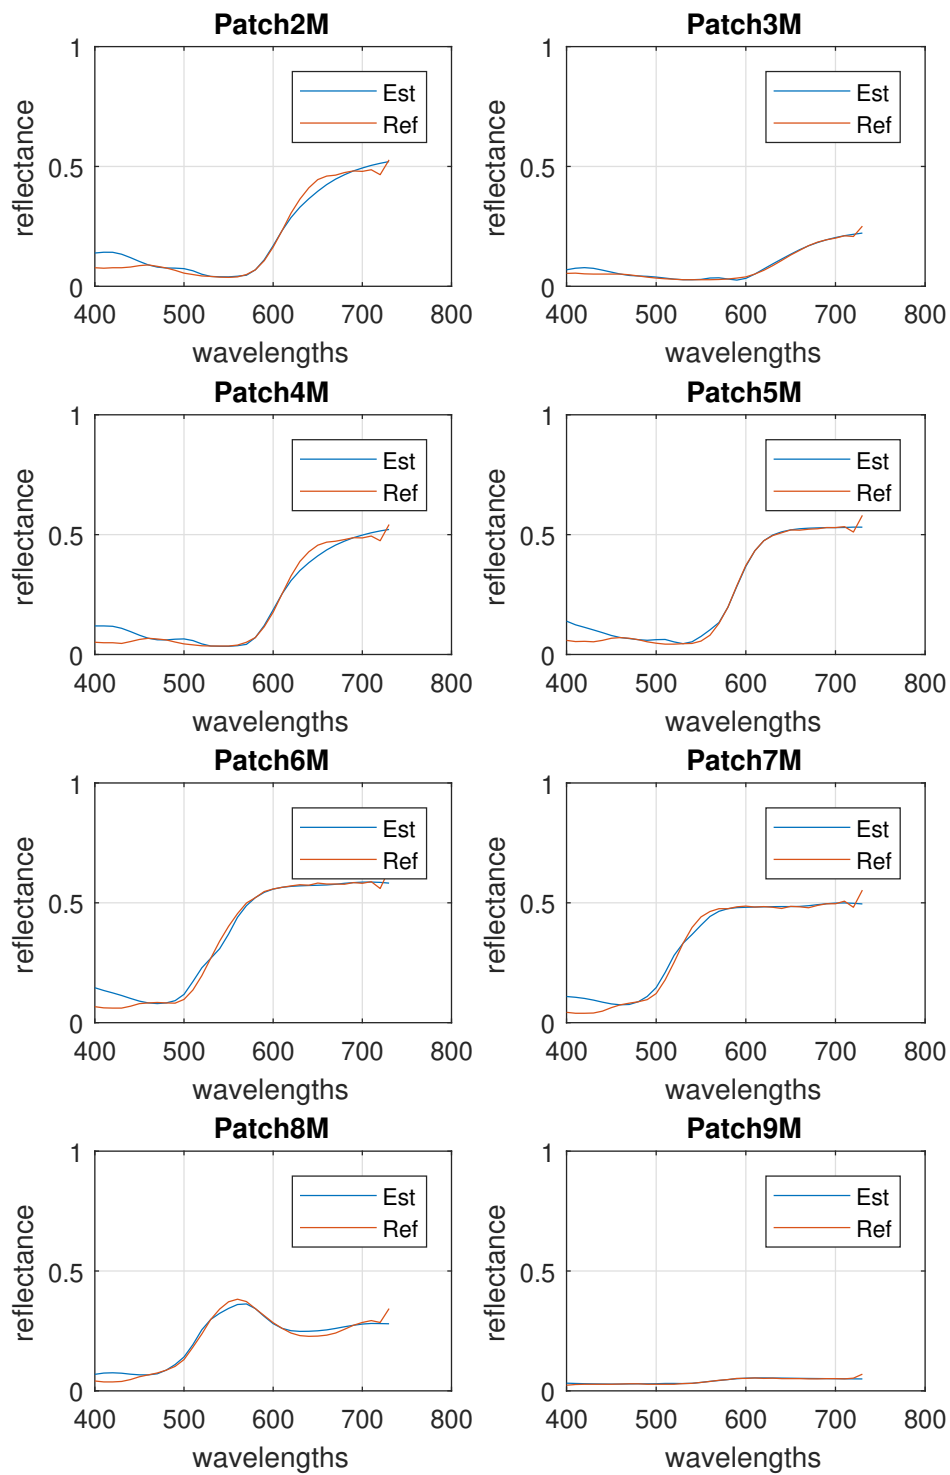 Patch2M
1
0.5
0
reflectance
Est
Ref
400 500 600 700 800
wavelengths
Patch3M
1
0.5
0
reflectance
Est
Ref
400 500 600 700 800
wavelengths
Patch4M
1
0.5
0
reflectance
Est
Ref
400 500 600 700 800
wavelengths
Patch5M
1
0.5
0
reflectance
Est
Ref
400 500 600 700 800
wavelengths
Patch6M
1
0.5
0
reflectance
Est
Ref
400 500 600 700 800
wavelengths
Patch7M
1
0.5
0
reflectance
Est
Ref
400 500 600 700 800
wavelengths
Patch8M
1
0.5
0
reflectance
Est
Ref
400 500 600 700 800
wavelengths
Patch9M
1
0.5
0
reflectance
Est
Ref
400 500 600 700 800
wavelengths